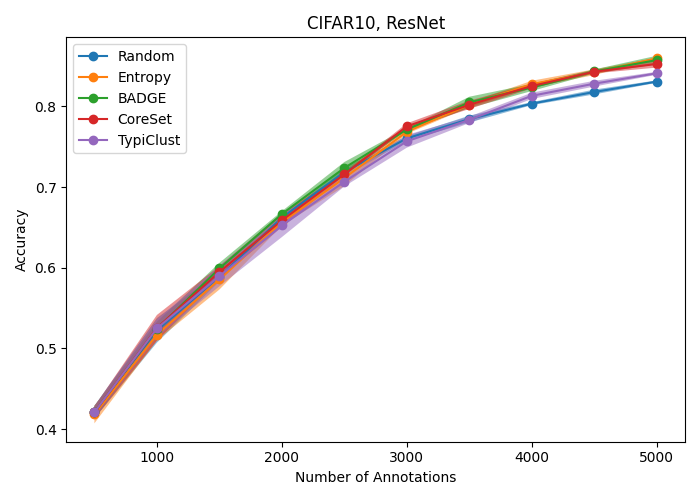 CIFAR10, ResNet
Random
Entropy
BADGE
CoreSet
TypiClust
Accuracy
0.8
0.7
0.6
0.5
0.4
1000 2000 3000 4000 5000
Number of Annotations